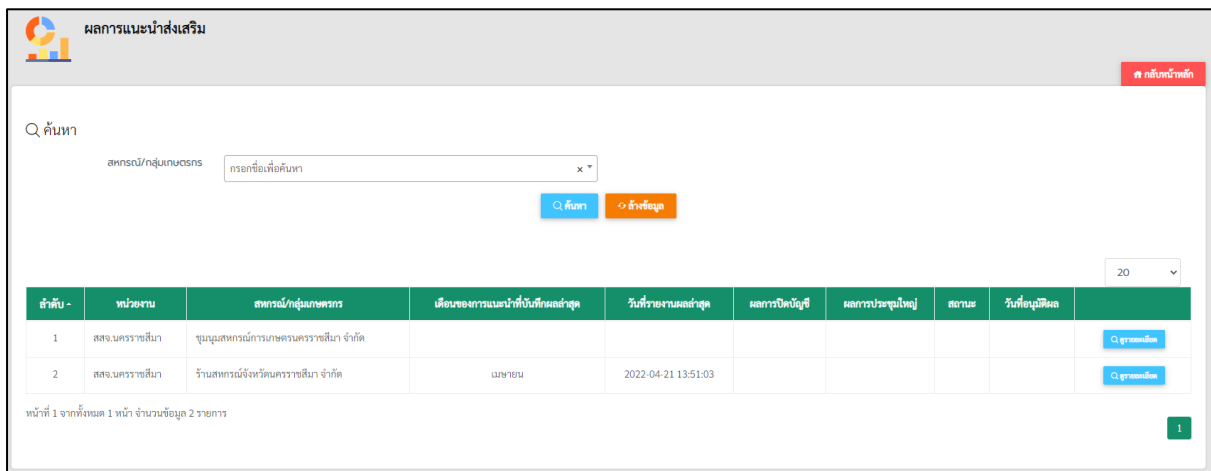 ผลการแนะนำส่งเสริม
กลับหน้าหลัก
ค้นหา
สหกรณ์/กลุ่มเกษตรกร กรอกชื่อเพื่อค้นหา ×
ค้นหา ล้างข้อมูล
20
ลำดับ หน่วยงาน สหกรณ์/กลุ่มเกษตรกร เดือนของการแนะนำที่บันทึกผลล่าสุด วันที่รายงานผลล่าสุด ผลการปิดบัญชี ผลการประชุมใหญ่ สถานะ วันที่อนุมัติผล
1 สสจ.นครราชสีมา ชุมนุมสหกรณ์การเกษตรนครราชสีมา จำกัด ดูรายละเอียด
2 สสจ.นครราชสีมา ร้านสหกรณ์จังหวัดนครราชสีมา จำกัด เมษายน 2022-04-21 13:51:03 ดูรายละเอียด
หน้าที่ 1 จากทั้งหมด 1 หน้า จำนวนข้อมูล 2 รายการ
1